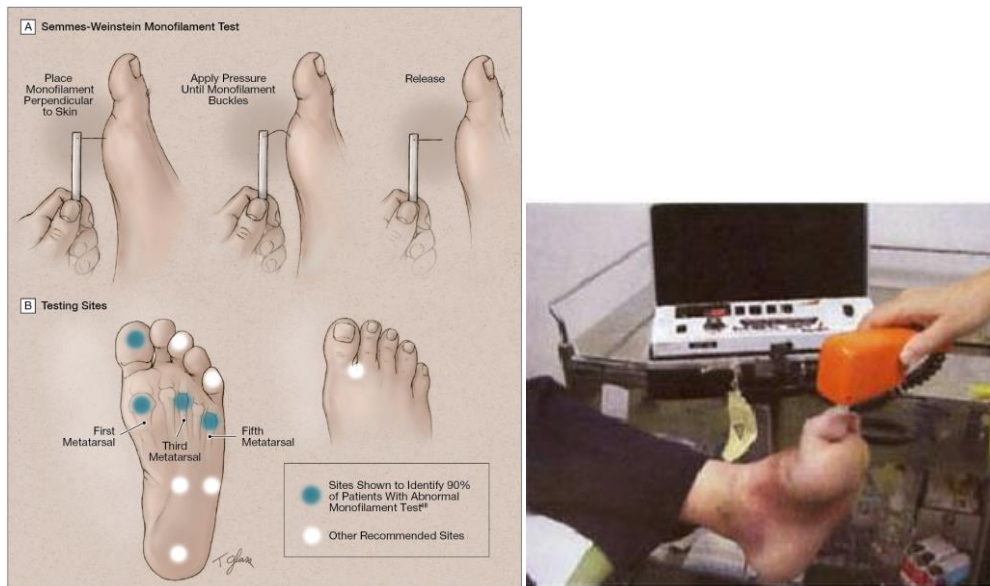 A Semmes-Weinstein Monofilament Test
Place
Monofilament
Perpendicular
to Skin
Apply Pressure
Until Monofilament
Buckles
Release
B Testing Sites
First
Metatarsal
Third
Metatarsal
Fifth
Metatarsal
Sites Shown to Identify 90%
of Patients With Abnormal
Monofilament Test
Other Recommended Sites